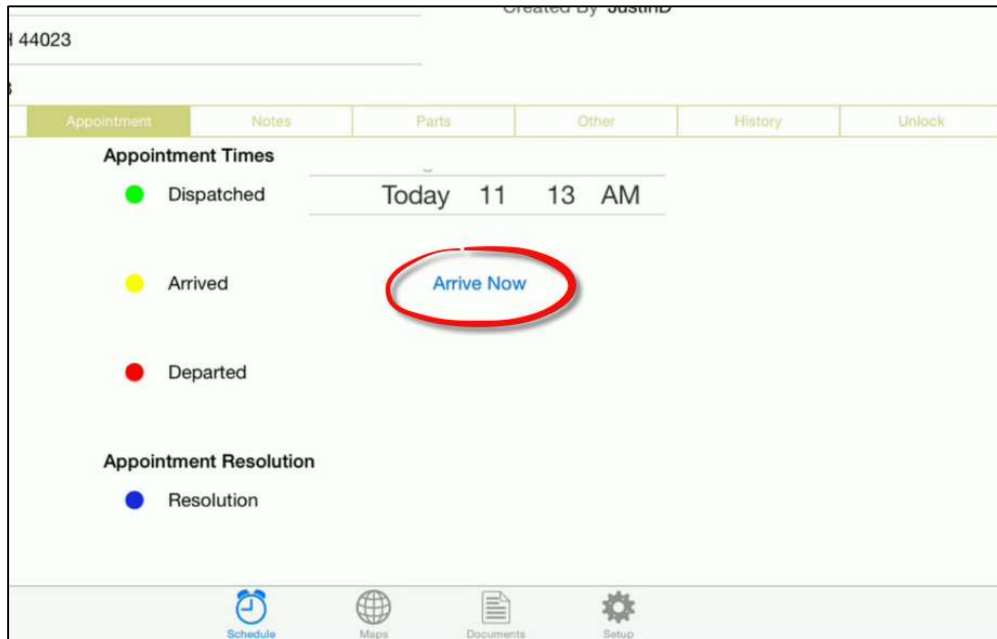 Created By JustinD
H 44023
Appointment Notes Parts Other History Unlock
Appointment Times
Dispatched Today 11 13 AM
Arrived Arrive Now
Departed
Appointment Resolution
Resolution
Schedule Maps Documents Setup